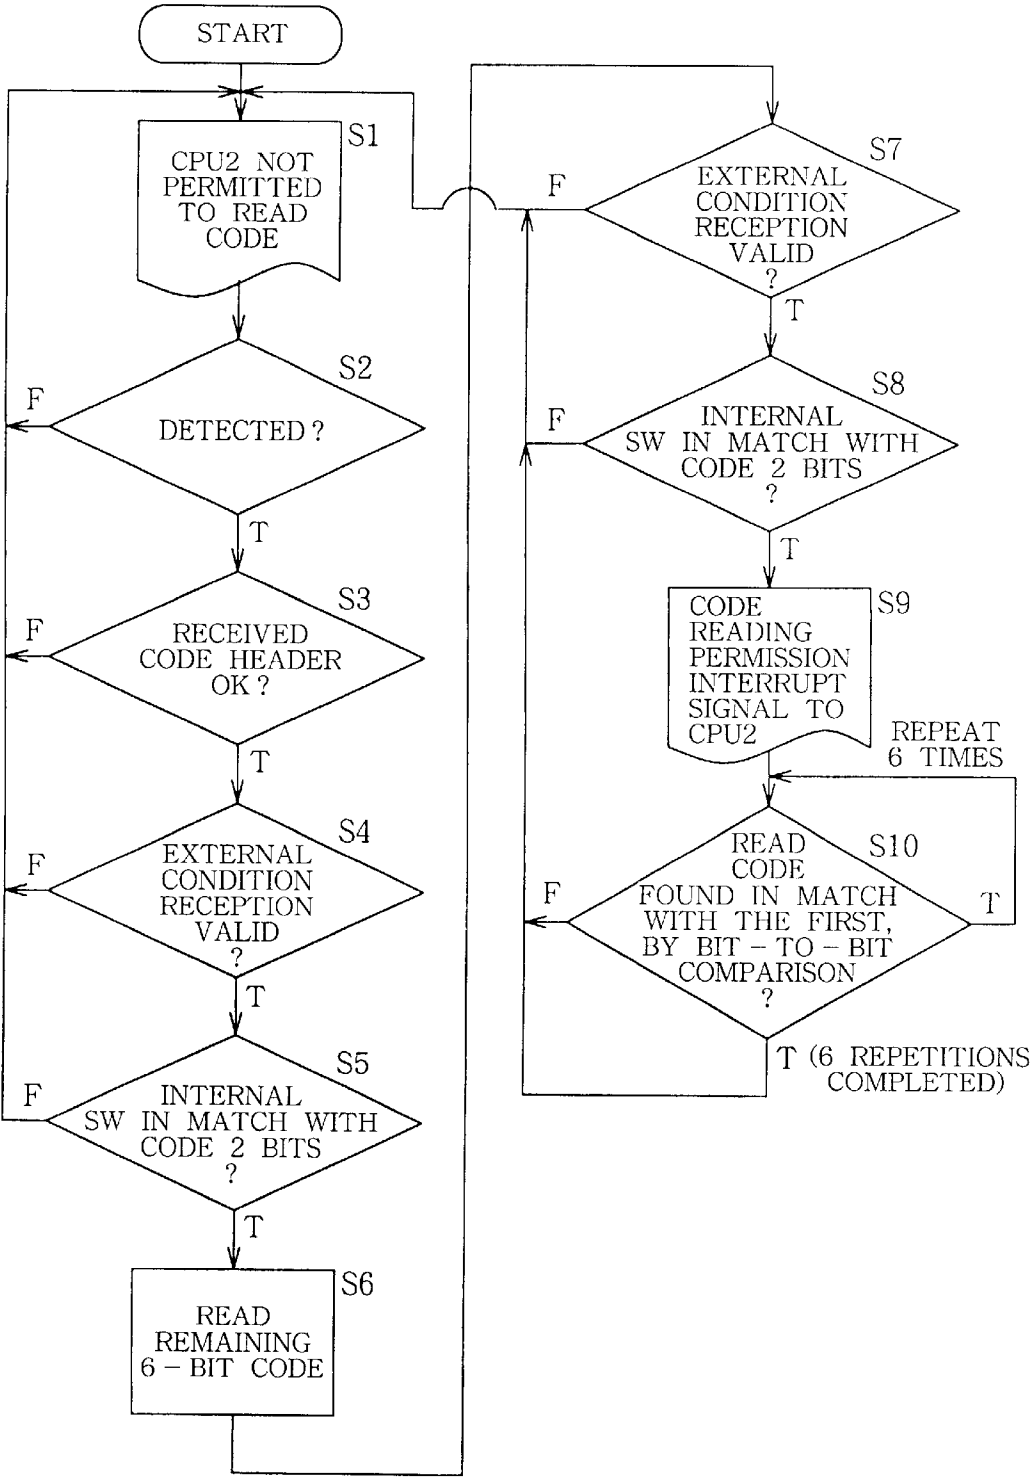 START
S1
CPU2 NOT
PERMITTED
TO READ
CODE
S2
F
DETECTED ?
T
S3
F
RECEIVED
CODE HEADER
OK ?
T
S4
F
EXTERNAL
CONDITION
RECEPTION
VALID
?
T
S5
F
INTERNAL
SW IN MATCH WITH
CODE 2 BITS
?
T
S6
READ
REMAINING
6 – BIT CODE
S7
F
EXTERNAL
CONDITION
RECEPTION
VALID
?
T
S8
F
INTERNAL
SW IN MATCH WITH
CODE 2 BITS
?
T
S9
CODE
READING
PERMISSION
INTERRUPT
SIGNAL TO
CPU2
REPEAT
6 TIMES
S10
F
READ
CODE
FOUND IN MATCH
WITH THE FIRST,
BY BIT – TO – BIT
COMPARISON
?
T
T (6 REPETITIONS
COMPLETED)